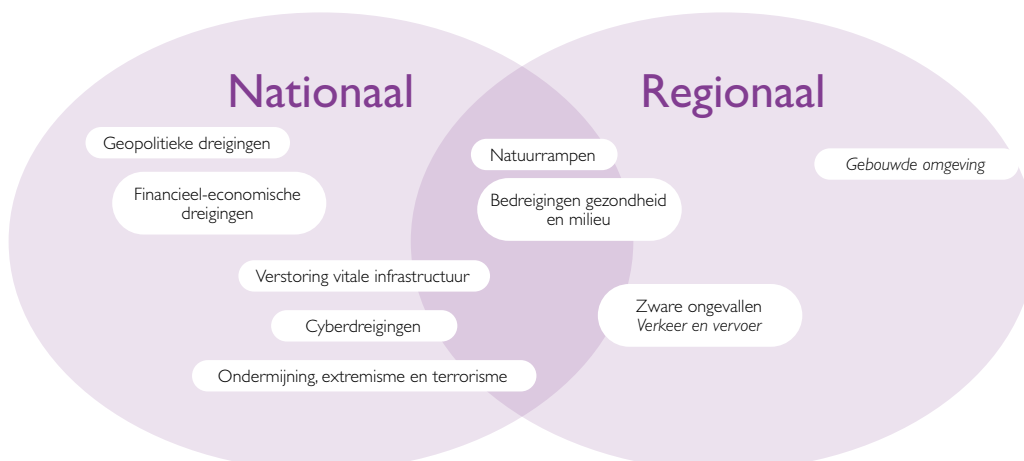 Nationaal
Regionaal
Geopolitieke dreigingen
Natuurrampen
Gebouwde omgeving
Financieel-economische
dreigingen
Bedreigingen gezondheid
en milieu
Verstoring vitale infrastructuur
Zware ongevallen
Verkeer en vervoer
Cyberdreigingen
Ondermijning, extremisme en terrorisme